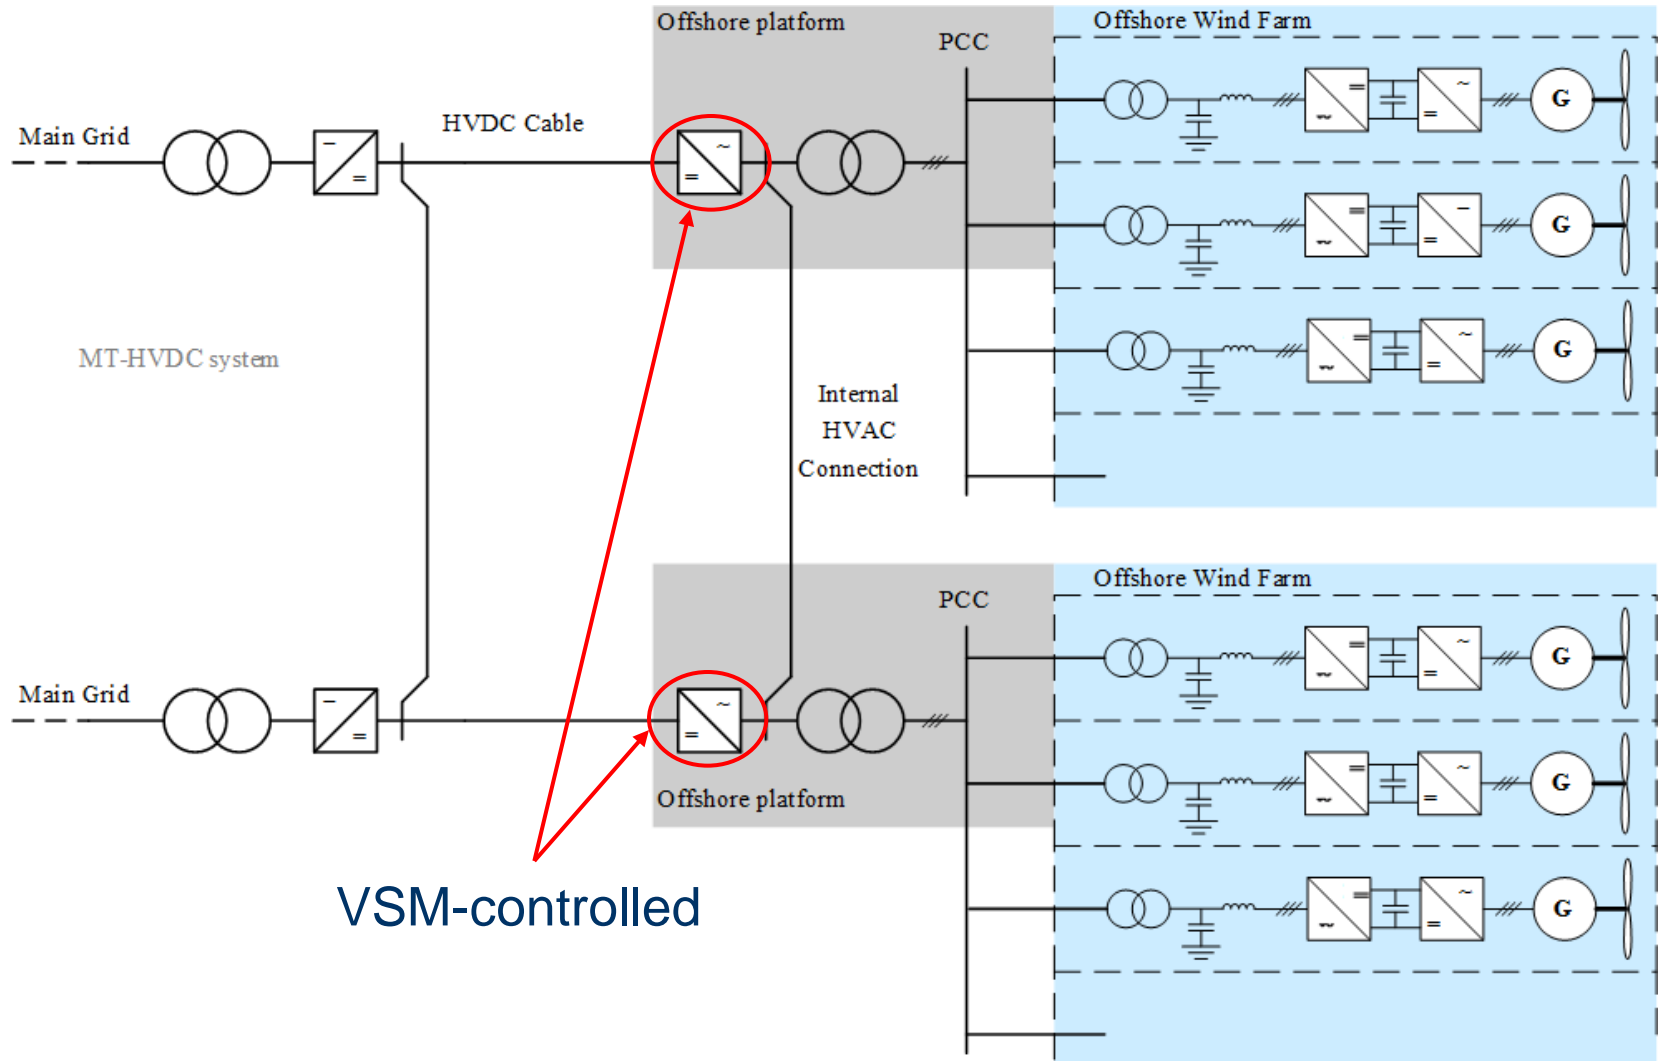 Offshore platform
PCC
Offshore Wind Farm
Main Grid
HVDC Cable
G
G
G
MT-HVDC system
Internal
HVAC
Connection
Offshore Wind Farm
PCC
Main Grid
G
G
G
Offshore platform
VSM-controlled